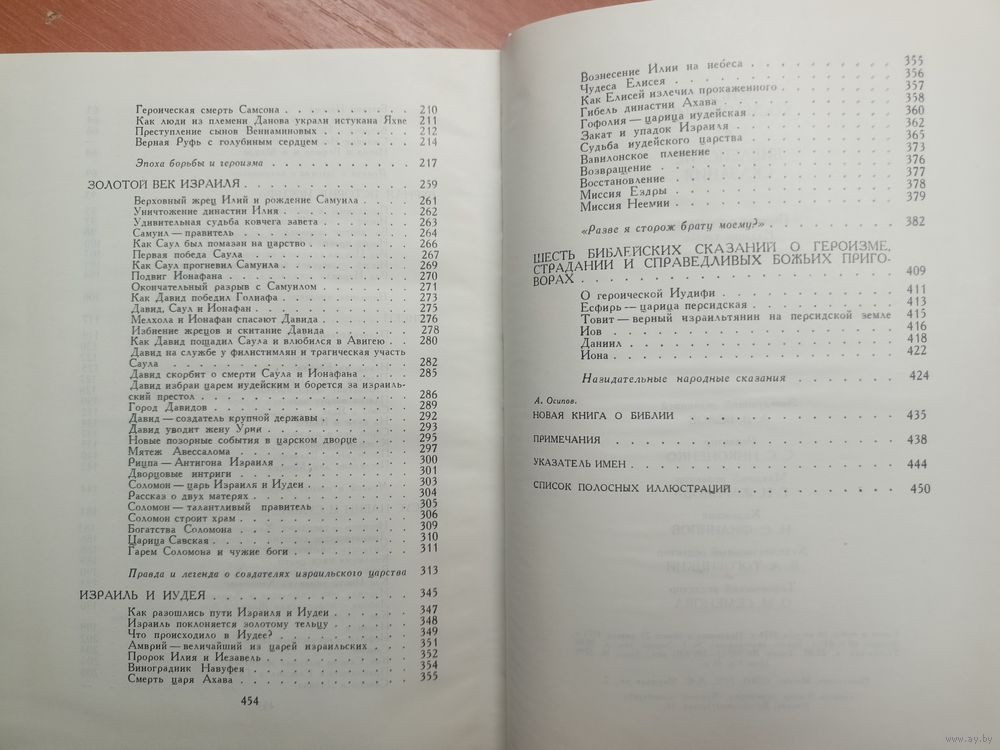 Героическая смерть Самсона . . . . . . . . . . 210
Как люди из племени Данова украли истукана Яхве 211
Преступление сынов Вениаминовых . . . . . . . 212
Верная Руфь с голубиным сердцем . . . . . . . 214
Эпоха борьбы и героизма . . . . . . . . . . . 217
ЗОЛОТОЙ ВЕК ИЗРАИЛЯ . . . . . . . . . . . . . 259
Верховный жрец Илий и рождение Самуила . . . . 261
Уничтожение династии Илия . . . . . . . . . . 262
Удивительная судьба ковчега завета . . . . . . 263
Самуил — правитель . . . . . . . . . . . . . 264
Как Саул был помазан на царство . . . . . . . 266
Первая победа Саула . . . . . . . . . . . . . 267
Как Саул прогневил Самуила . . . . . . . . . . 269
Подвиг Ионафана . . . . . . . . . . . . . . . 270
Окончательный разрыв с Самуилом . . . . . . . 271
Как Давид победил Голиафа . . . . . . . . . . 273
Давид, Саул и Ионафан . . . . . . . . . . . . 275
Мелхола и Ионафан спасают Давида . . . . . . . 276
Избиение жрецов и скитание Давида . . . . . . 278
Как Давид пощадил Саула и влюбился в Авигею . . 280
Давид на службе у филистимлян и трагическая участь
Саула . . . . . . . . . . . . . . . . . . . . 282
Давид скорбит о смерти Саула и Ионафана . . . . 285
Давид избран царем иудейским и борется за израиль-
ский престол . . . . . . . . . . . . . . . . . 286
Город Давидов . . . . . . . . . . . . . . . . 289
Давид — создатель крупной державы . . . . . . 292
Давид уводит жену Урии . . . . . . . . . . . . 293
Новые позорные события в царском дворце . . . . 295
Мятеж Авессалома . . . . . . . . . . . . . . . 297
Рицпа — Антигона Израиля . . . . . . . . . . . 300
Дворцовые интриги . . . . . . . . . . . . . . 301
Соломон — царь Израиля и Иудеи . . . . . . . . 303
Рассказ о двух матерях . . . . . . . . . . . . 304
Соломон — талантливый правитель . . . . . . . 305
Соломон строит храм . . . . . . . . . . . . . 306
Богатства Соломона . . . . . . . . . . . . . . 309
Царица Савская . . . . . . . . . . . . . . . . 310
Гарем Соломона и чужие боги . . . . . . . . . 311
Правда и легенда о создателях израильского царства 313
ИЗРАИЛЬ И ИУДЕЯ . . . . . . . . . . . . . . . 345
Как разошлись пути Израиля и Иудеи . . . . . . 347
Израиль поклоняется золотому тельцу . . . . . . 348
Что происходило в Иудее? . . . . . . . . . . . 349
Амврий — величайший из царей израильских . . . 351
Пророк Илия и Иезавель . . . . . . . . . . . . 352
Виноградник Навуфея . . . . . . . . . . . . . 354
Смерть царя Ахава . . . . . . . . . . . . . . 355
454
Вознесение Илии на небеса . . . . . . . . . . 355
Чудеса Елисея . . . . . . . . . . . . . . . . 356
Как Елисей излечил прокаженного . . . . . . . 357
Гибель династии Ахава . . . . . . . . . . . . 358
Гофолия — царица иудейская . . . . . . . . . . 360
Закат и упадок Израиля . . . . . . . . . . . . 362
Судьба иудейского царства . . . . . . . . . . 365
Вавилонское пленение . . . . . . . . . . . . . 373
Возвращение . . . . . . . . . . . . . . . . . 376
Восстановление . . . . . . . . . . . . . . . . 377
Миссия Ездры . . . . . . . . . . . . . . . . . 378
Миссия Неемии . . . . . . . . . . . . . . . . 379
«Разве я сторож брату моему?» . . . . . . . . 382
ШЕСТЬ БИБЛЕЙСКИХ СКАЗАНИЙ О ГЕРОИЗМЕ,
СТРАДАНИИ И СПРАВЕДЛИВЫХ БОЖЬИХ ПРИГО-
ВОРАХ . . . . . . . . . . . . . . . . . . . . 409
О героической Иудифи . . . . . . . . . . . . . 411
Есфирь — царица персидская . . . . . . . . . . 413
Товит — верный израильтянин на персидской земле 415
Иов . . . . . . . . . . . . . . . . . . . . . 416
Даниил . . . . . . . . . . . . . . . . . . . . 418
Иона . . . . . . . . . . . . . . . . . . . . . 422
Назидательные народные сказания . . . . . . . 424
А. Осипов.
НОВАЯ КНИГА О БИБЛИИ . . . . . . . . . . . . . 435
ПРИМЕЧАНИЯ . . . . . . . . . . . . . . . . . . 438
УКАЗАТЕЛЬ ИМЕН . . . . . . . . . . . . . . . . 444
СПИСОК ПОЛОСНЫХ ИЛЛЮСТРАЦИЙ . . . . . . . . . 450
www.ay.by